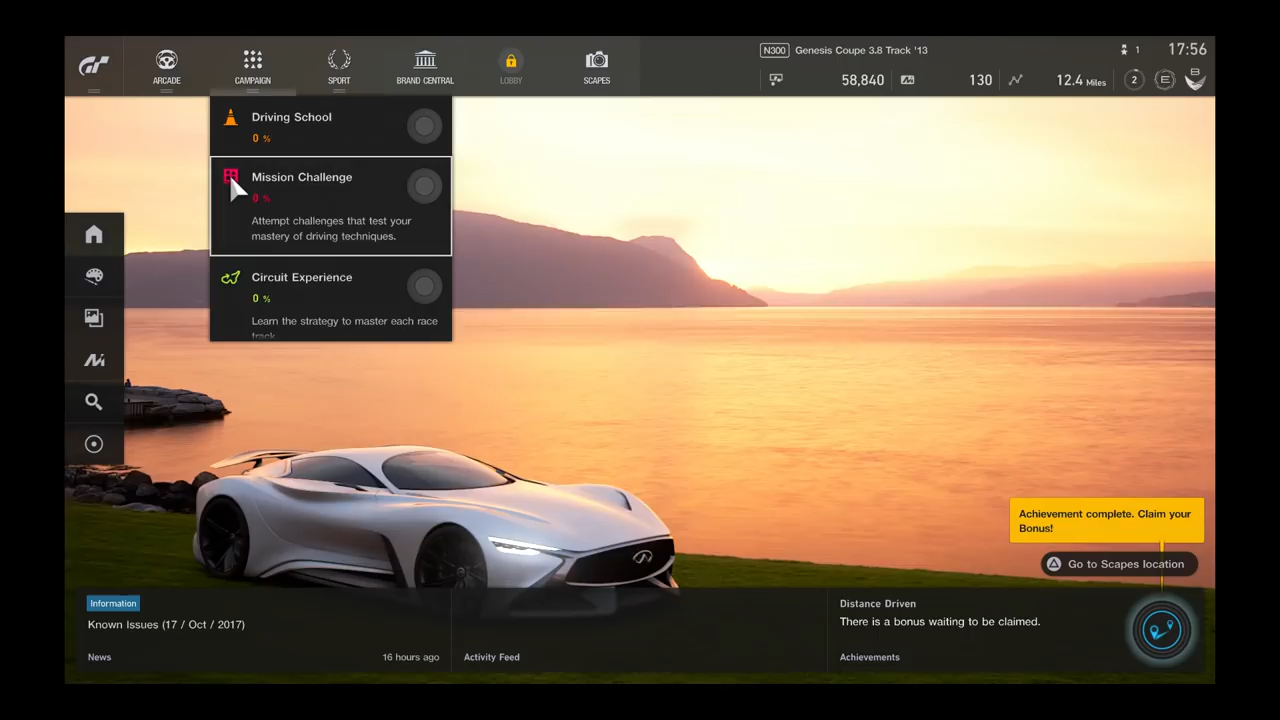 N300 Genesis Coupe 3.8 Track '13
1 17:56
58,840 130 12.4 Miles 2 E B
ARCADE CAMPAIGN SPORT BRAND CENTRAL LOBBY SCAPES
Driving School
0 %
Mission Challenge
0 %
Attempt challenges that test your
mastery of driving techniques.
Circuit Experience
0 %
Learn the strategy to master each race
track.
Achievement complete. Claim your
Bonus!
Go to Scapes location
Information
Known Issues (17 / Oct / 2017)
News 16 hours ago
Activity Feed
Distance Driven
There is a bonus waiting to be claimed.
Achievements